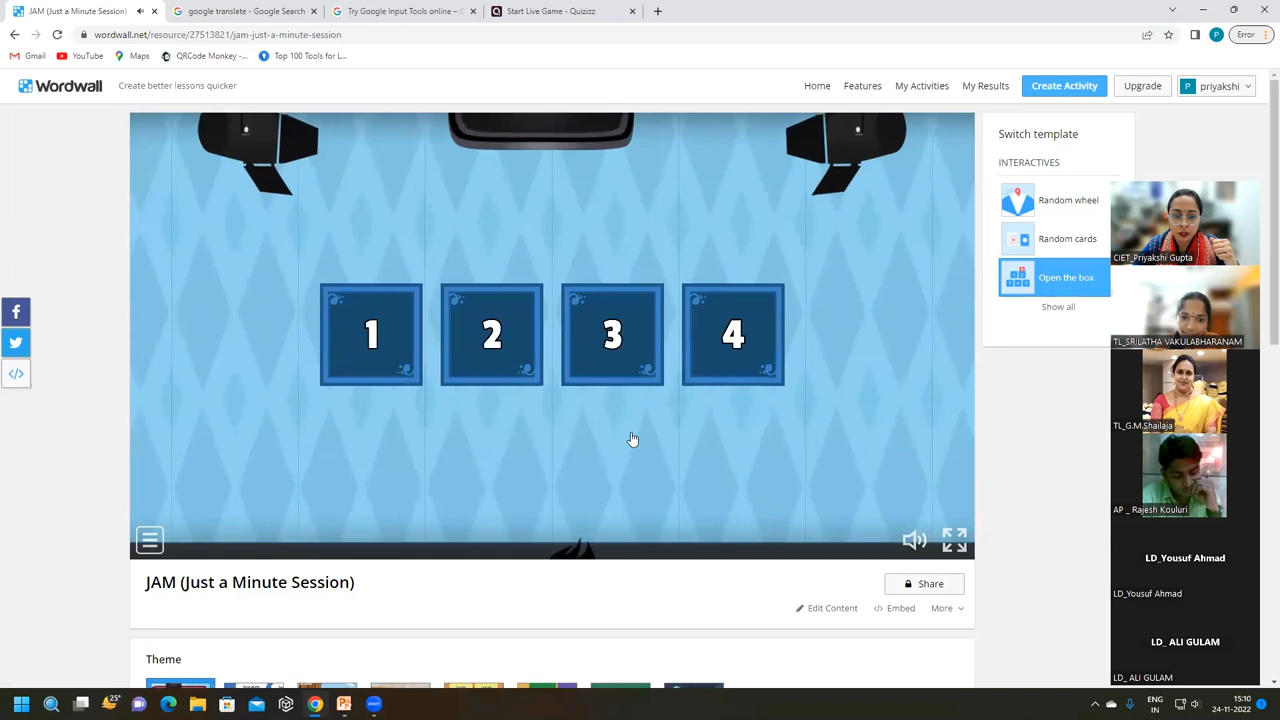 JAM (Just a Minute Session)
google translate - Google Search
Try Google Input Tools online – G
Start Live Game - Quizizz
wordwall.net/resource/27513821/jam-just-a-minute-session
P
Error
Gmail
YouTube
Maps
QRCode Monkey -...
Top 100 Tools for L...
Wordwall
Create better lessons quicker
Home
Features
My Activities
My Results
Create Activity
Upgrade
P
priyakshi
Switch template
INTERACTIVES
Random wheel
Random cards
Open the box
Show all
1
2
3
4
CIET_Priyakshi Gupta
TL_SRILATHA VAKULABHARANAM
TL_G.M.Shailaja
AP _ Rajesh Kouluri
LD_Yousuf Ahmad
LD_Yousuf Ahmad
LD_ ALI GULAM
LD_ ALI GULAM
JAM (Just a Minute Session)
Share
Edit Content
Embed
More
Theme
25°
ENG
IN
15:10
24-11-2022